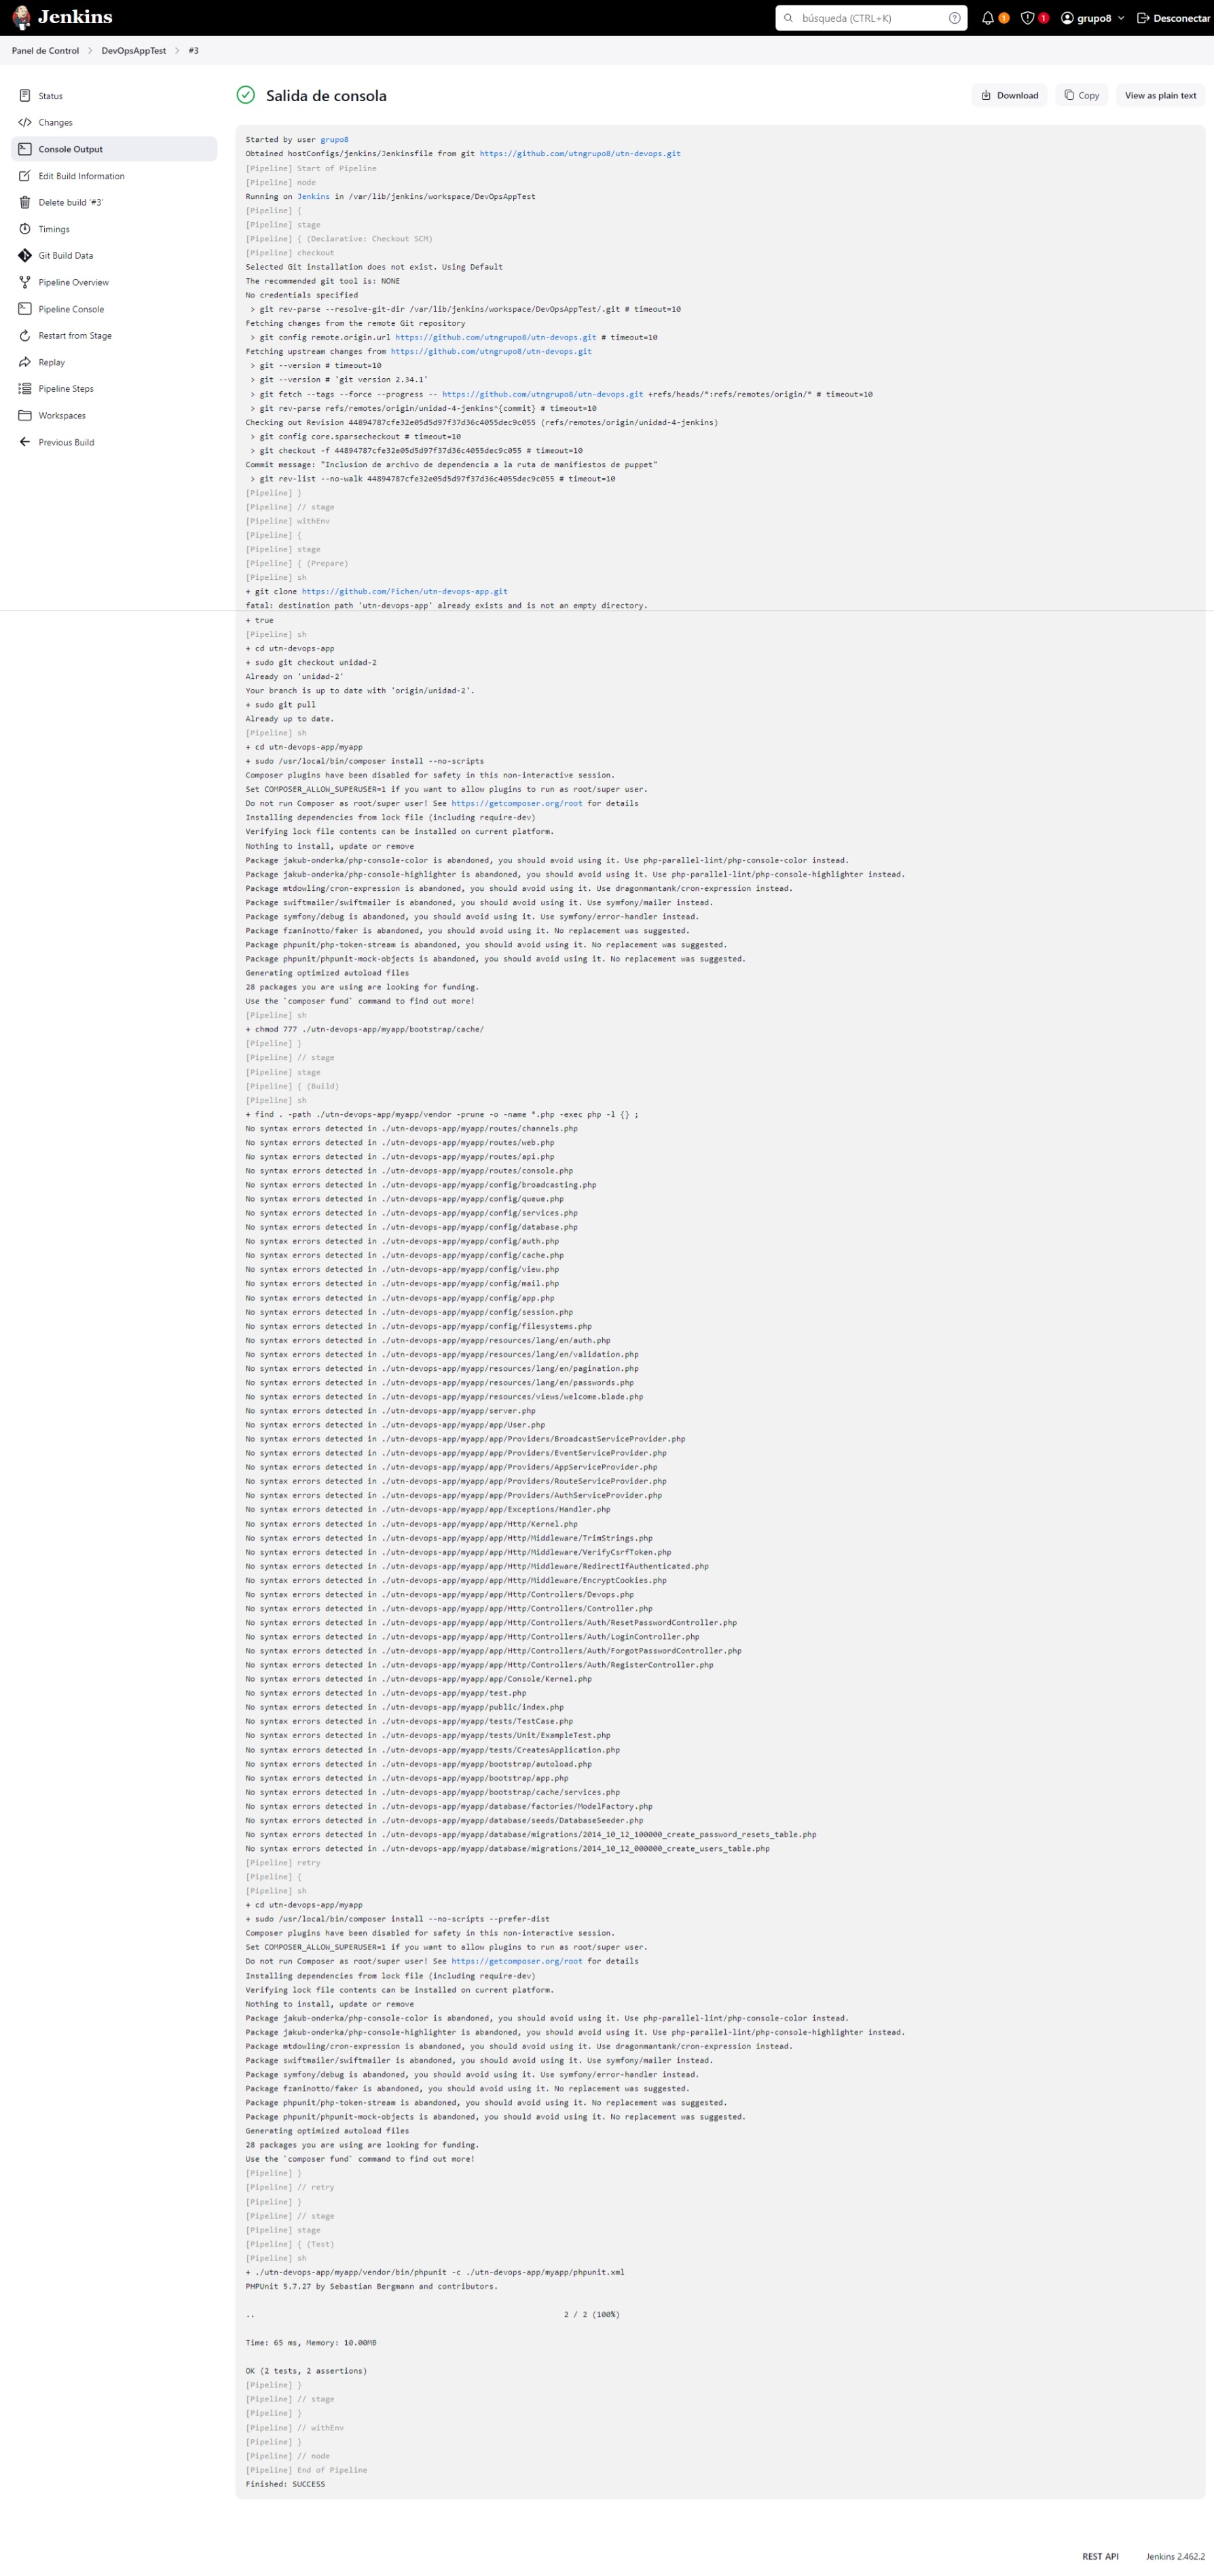 Jenkins
búsqueda (CTRL+K)
1
1
grupo8
Desconectar
Panel de Control
DevOpsAppTest
#3
Status
Changes
Console Output
Edit Build Information
Delete build '#3'
Timings
Git Build Data
Pipeline Overview
Pipeline Console
Restart from Stage
Replay
Pipeline Steps
Workspaces
Previous Build
Salida de consola
Download
Copy
View as plain text
Started by user grupo8
Obtained hostConfigs/jenkins/Jenkinsfile from git https://github.com/utngrupo8/utn-devops.git
[Pipeline] Start of Pipeline
[Pipeline] node
Running on Jenkins in /var/lib/jenkins/workspace/DevOpsAppTest
[Pipeline] {
[Pipeline] stage
[Pipeline] { (Declarative: Checkout SCM)
[Pipeline] checkout
Selected Git installation does not exist. Using Default
The recommended git tool is: NONE
No credentials specified
> git rev-parse --resolve-git-dir /var/lib/jenkins/workspace/DevOpsAppTest/.git # timeout=10
Fetching changes from the remote Git repository
> git config remote.origin.url https://github.com/utngrupo8/utn-devops.git # timeout=10
Fetching upstream changes from https://github.com/utngrupo8/utn-devops.git
> git --version # timeout=10
> git --version # 'git version 2.34.1'
> git fetch --tags --force --progress -- https://github.com/utngrupo8/utn-devops.git +refs/heads/*:refs/remotes/origin/* # timeout=10
> git rev-parse refs/remotes/origin/unidad-4-jenkins^{commit} # timeout=10
Checking out Revision 44894787cfe32e05d5d97f37d36c4055dec9c055 (refs/remotes/origin/unidad-4-jenkins)
> git config core.sparsecheckout # timeout=10
> git checkout -f 44894787cfe32e05d5d97f37d36c4055dec9c055 # timeout=10
Commit message: "Inclusion de archivo de dependencia a la ruta de manifiestos de puppet"
> git rev-list --no-walk 44894787cfe32e05d5d97f37d36c4055dec9c055 # timeout=10
[Pipeline] }
[Pipeline] // stage
[Pipeline] withEnv
[Pipeline] {
[Pipeline] stage
[Pipeline] { (Prepare)
[Pipeline] sh
+ git clone https://github.com/Fichen/utn-devops-app.git
fatal: destination path 'utn-devops-app' already exists and is not an empty directory.
+ true
[Pipeline] sh
+ cd utn-devops-app
+ sudo git checkout unidad-2
Already on 'unidad-2'
Your branch is up to date with 'origin/unidad-2'.
+ sudo git pull
Already up to date.
[Pipeline] sh
+ cd utn-devops-app/myapp
+ sudo /usr/local/bin/composer install --no-scripts
Composer plugins have been disabled for safety in this non-interactive session.
Set COMPOSER_ALLOW_SUPERUSER=1 if you want to allow plugins to run as root/super user.
Do not run Composer as root/super user! See https://getcomposer.org/root for details
Installing dependencies from lock file (including require-dev)
Verifying lock file contents can be installed on current platform.
Nothing to install, update or remove
Package jakub-onderka/php-console-color is abandoned, you should avoid using it. Use php-parallel-lint/php-console-color instead.
Package jakub-onderka/php-console-highlighter is abandoned, you should avoid using it. Use php-parallel-lint/php-console-highlighter instead.
Package mtdowling/cron-expression is abandoned, you should avoid using it. Use dragonmantank/cron-expression instead.
Package swiftmailer/swiftmailer is abandoned, you should avoid using it. Use symfony/mailer instead.
Package symfony/debug is abandoned, you should avoid using it. Use symfony/error-handler instead.
Package fzaninotto/faker is abandoned, you should avoid using it. No replacement was suggested.
Package phpunit/php-token-stream is abandoned, you should avoid using it. No replacement was suggested.
Package phpunit/phpunit-mock-objects is abandoned, you should avoid using it. No replacement was suggested.
Generating optimized autoload files
28 packages you are using are looking for funding.
Use the `composer fund` command to find out more!
[Pipeline] sh
+ chmod 777 ./utn-devops-app/myapp/bootstrap/cache/
[Pipeline] }
[Pipeline] // stage
[Pipeline] stage
[Pipeline] { (Build)
[Pipeline] sh
+ find . -path ./utn-devops-app/myapp/vendor -prune -o -name *.php -exec php -l {} ;
No syntax errors detected in ./utn-devops-app/myapp/routes/channels.php
No syntax errors detected in ./utn-devops-app/myapp/routes/web.php
No syntax errors detected in ./utn-devops-app/myapp/routes/api.php
No syntax errors detected in ./utn-devops-app/myapp/routes/console.php
No syntax errors detected in ./utn-devops-app/myapp/config/broadcasting.php
No syntax errors detected in ./utn-devops-app/myapp/config/queue.php
No syntax errors detected in ./utn-devops-app/myapp/config/services.php
No syntax errors detected in ./utn-devops-app/myapp/config/database.php
No syntax errors detected in ./utn-devops-app/myapp/config/auth.php
No syntax errors detected in ./utn-devops-app/myapp/config/cache.php
No syntax errors detected in ./utn-devops-app/myapp/config/view.php
No syntax errors detected in ./utn-devops-app/myapp/config/mail.php
No syntax errors detected in ./utn-devops-app/myapp/config/app.php
No syntax errors detected in ./utn-devops-app/myapp/config/session.php
No syntax errors detected in ./utn-devops-app/myapp/config/filesystems.php
No syntax errors detected in ./utn-devops-app/myapp/resources/lang/en/auth.php
No syntax errors detected in ./utn-devops-app/myapp/resources/lang/en/validation.php
No syntax errors detected in ./utn-devops-app/myapp/resources/lang/en/pagination.php
No syntax errors detected in ./utn-devops-app/myapp/resources/lang/en/passwords.php
No syntax errors detected in ./utn-devops-app/myapp/resources/views/welcome.blade.php
No syntax errors detected in ./utn-devops-app/myapp/server.php
No syntax errors detected in ./utn-devops-app/myapp/app/User.php
No syntax errors detected in ./utn-devops-app/myapp/app/Providers/BroadcastServiceProvider.php
No syntax errors detected in ./utn-devops-app/myapp/app/Providers/EventServiceProvider.php
No syntax errors detected in ./utn-devops-app/myapp/app/Providers/AppServiceProvider.php
No syntax errors detected in ./utn-devops-app/myapp/app/Providers/RouteServiceProvider.php
No syntax errors detected in ./utn-devops-app/myapp/app/Providers/AuthServiceProvider.php
No syntax errors detected in ./utn-devops-app/myapp/app/Exceptions/Handler.php
No syntax errors detected in ./utn-devops-app/myapp/app/Http/Kernel.php
No syntax errors detected in ./utn-devops-app/myapp/app/Http/Middleware/TrimStrings.php
No syntax errors detected in ./utn-devops-app/myapp/app/Http/Middleware/VerifyCsrfToken.php
No syntax errors detected in ./utn-devops-app/myapp/app/Http/Middleware/RedirectIfAuthenticated.php
No syntax errors detected in ./utn-devops-app/myapp/app/Http/Middleware/EncryptCookies.php
No syntax errors detected in ./utn-devops-app/myapp/app/Http/Controllers/Devops.php
No syntax errors detected in ./utn-devops-app/myapp/app/Http/Controllers/Controller.php
No syntax errors detected in ./utn-devops-app/myapp/app/Http/Controllers/Auth/ResetPasswordController.php
No syntax errors detected in ./utn-devops-app/myapp/app/Http/Controllers/Auth/LoginController.php
No syntax errors detected in ./utn-devops-app/myapp/app/Http/Controllers/Auth/ForgotPasswordController.php
No syntax errors detected in ./utn-devops-app/myapp/app/Http/Controllers/Auth/RegisterController.php
No syntax errors detected in ./utn-devops-app/myapp/app/Console/Kernel.php
No syntax errors detected in ./utn-devops-app/myapp/test.php
No syntax errors detected in ./utn-devops-app/myapp/public/index.php
No syntax errors detected in ./utn-devops-app/myapp/tests/TestCase.php
No syntax errors detected in ./utn-devops-app/myapp/tests/Unit/ExampleTest.php
No syntax errors detected in ./utn-devops-app/myapp/tests/CreatesApplication.php
No syntax errors detected in ./utn-devops-app/myapp/bootstrap/autoload.php
No syntax errors detected in ./utn-devops-app/myapp/bootstrap/app.php
No syntax errors detected in ./utn-devops-app/myapp/bootstrap/cache/services.php
No syntax errors detected in ./utn-devops-app/myapp/database/factories/ModelFactory.php
No syntax errors detected in ./utn-devops-app/myapp/database/seeds/DatabaseSeeder.php
No syntax errors detected in ./utn-devops-app/myapp/database/migrations/2014_10_12_100000_create_password_resets_table.php
No syntax errors detected in ./utn-devops-app/myapp/database/migrations/2014_10_12_000000_create_users_table.php
[Pipeline] retry
[Pipeline] {
[Pipeline] sh
+ cd utn-devops-app/myapp
+ sudo /usr/local/bin/composer install --no-scripts --prefer-dist
Composer plugins have been disabled for safety in this non-interactive session.
Set COMPOSER_ALLOW_SUPERUSER=1 if you want to allow plugins to run as root/super user.
Do not run Composer as root/super user! See https://getcomposer.org/root for details
Installing dependencies from lock file (including require-dev)
Verifying lock file contents can be installed on current platform.
Nothing to install, update or remove
Package jakub-onderka/php-console-color is abandoned, you should avoid using it. Use php-parallel-lint/php-console-color instead.
Package jakub-onderka/php-console-highlighter is abandoned, you should avoid using it. Use php-parallel-lint/php-console-highlighter instead.
Package mtdowling/cron-expression is abandoned, you should avoid using it. Use dragonmantank/cron-expression instead.
Package swiftmailer/swiftmailer is abandoned, you should avoid using it. Use symfony/mailer instead.
Package symfony/debug is abandoned, you should avoid using it. Use symfony/error-handler instead.
Package fzaninotto/faker is abandoned, you should avoid using it. No replacement was suggested.
Package phpunit/php-token-stream is abandoned, you should avoid using it. No replacement was suggested.
Package phpunit/phpunit-mock-objects is abandoned, you should avoid using it. No replacement was suggested.
Generating optimized autoload files
28 packages you are using are looking for funding.
Use the `composer fund` command to find out more!
[Pipeline] }
[Pipeline] // retry
[Pipeline] }
[Pipeline] // stage
[Pipeline] stage
[Pipeline] { (Test)
[Pipeline] sh
+ ./utn-devops-app/myapp/vendor/bin/phpunit -c ./utn-devops-app/myapp/phpunit.xml
PHPUnit 5.7.27 by Sebastian Bergmann and contributors.
.. 2 / 2 (100%)
Time: 65 ms, Memory: 10.00MB
OK (2 tests, 2 assertions)
[Pipeline] }
[Pipeline] // stage
[Pipeline] }
[Pipeline] // withEnv
[Pipeline] }
[Pipeline] // node
[Pipeline] End of Pipeline
Finished: SUCCESS
REST API
Jenkins 2.462.2